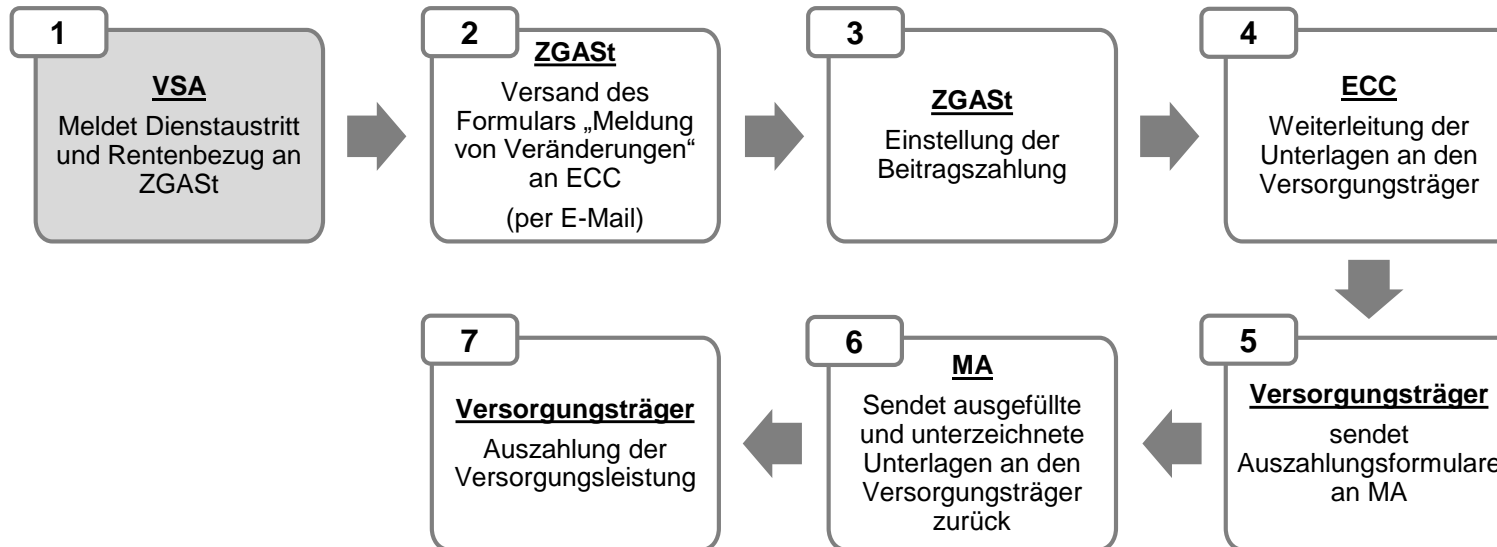 1
VSA
Meldet Dienstaustritt
und Rentenbezug an
ZGASt
2
ZGASt
Versand des
Formulars „Meldung
von Veränderungen“
an ECC
(per E-Mail)
3
ZGASt
Einstellung der
Beitragszahlung
4
ECC
Weiterleitung der
Unterlagen an den
Versorgungsträger
5
Versorgungsträger
sendet
Auszahlungsformulare
an MA
6
MA
Sendet ausgefüllte
und unterzeichnete
Unterlagen an den
Versorgungsträger
zurück
7
Versorgungsträger
Auszahlung der
Versorgungsleistung